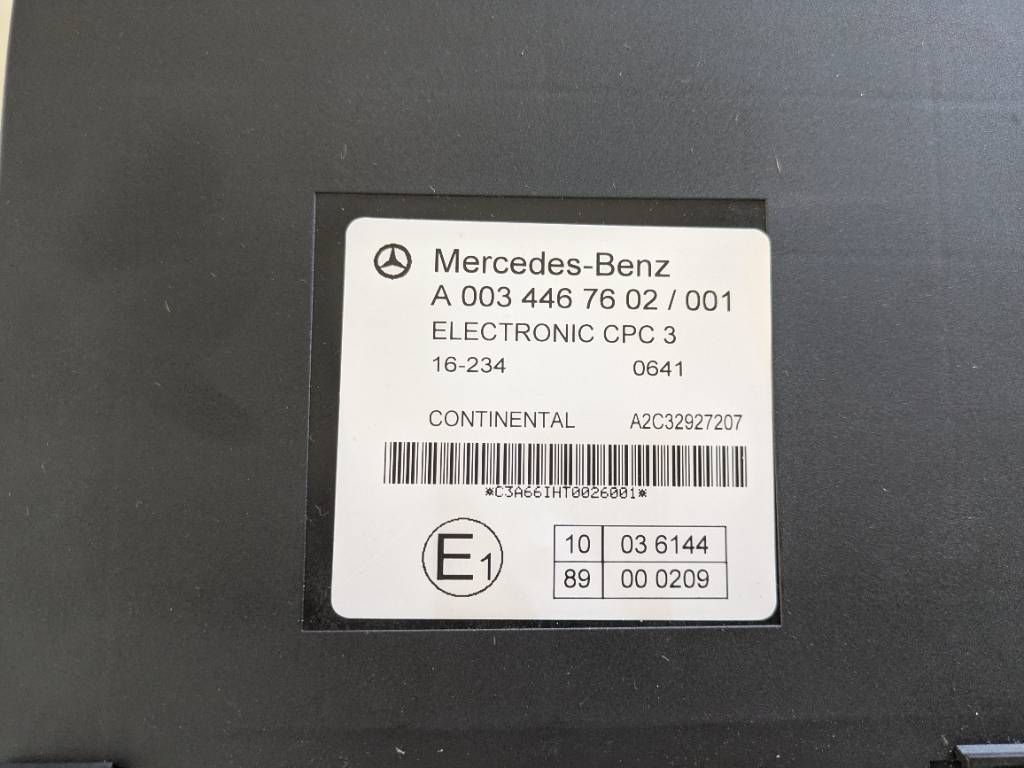 Mercedes-Benz
A 003 446 76 02 / 001
ELECTRONIC CPC 3
16-234 0641
CONTINENTAL A2C32927207
*C3A66IHT0026001*
E1
10 03 6144
89 00 0209